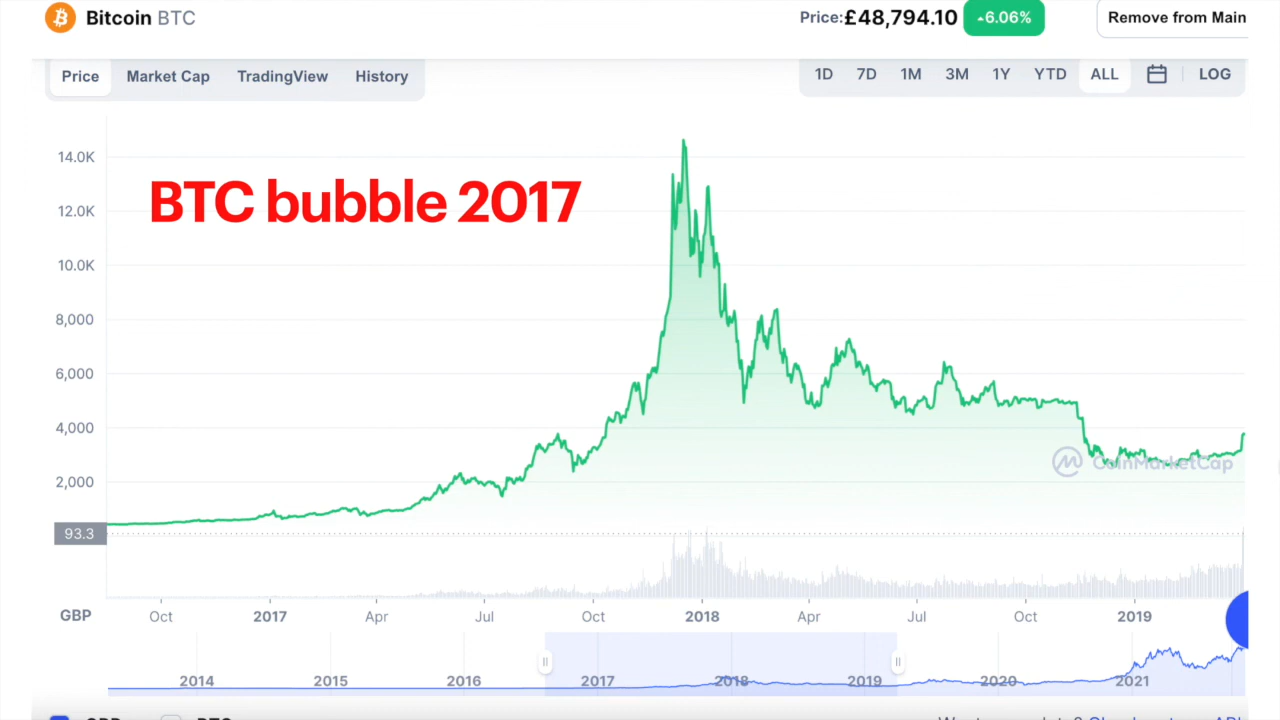 Bitcoin BTC
Price:£48,794.10 6.06%
Remove from Main
Price Market Cap TradingView History
1D 7D 1M 3M 1Y YTD ALL LOG
14.0K
BTC bubble 2017
12.0K
10.0K
8,000
6,000
4,000
CoinMarketCap
2,000
93.3
GBP Oct 2017 Apr Jul Oct 2018 Apr Jul Oct 2019
2014 2015 2016 2017 2018 2019 2020 2021